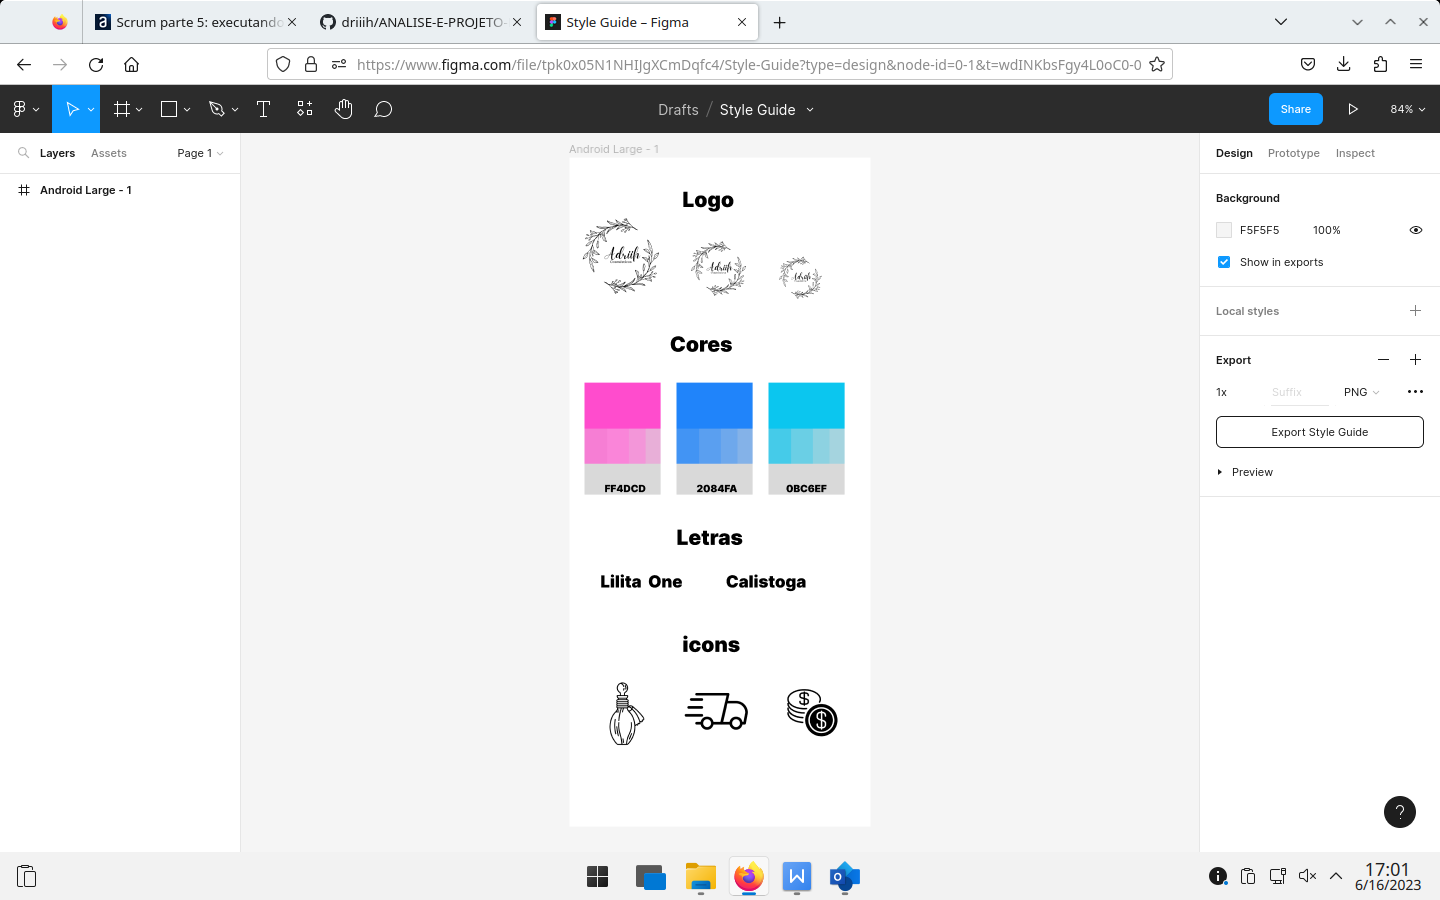 Scrum parte 5: executando
driiih/ANALISE-E-PROJETO-
Style Guide – Figma
https://www.figma.com/file/tpk0x05N1NHIJgXCmDqfc4/Style-Guide?type=design&node-id=0-1&t=wdINKbsFgy4L0oC0-0
Drafts / Style Guide
Share
84%
Layers
Assets
Page 1
Android Large - 1
Android Large - 1
Logo
Adriih
Adriih
Adriih
Cores
FF4DCD
2084FA
0BC6EF
Letras
Lilita One
Calistoga
icons
Design
Prototype
Inspect
Background
F5F5F5
100%
Show in exports
Local styles
Export
1x
Suffix
PNG
Export Style Guide
Preview
?
17:01
6/16/2023